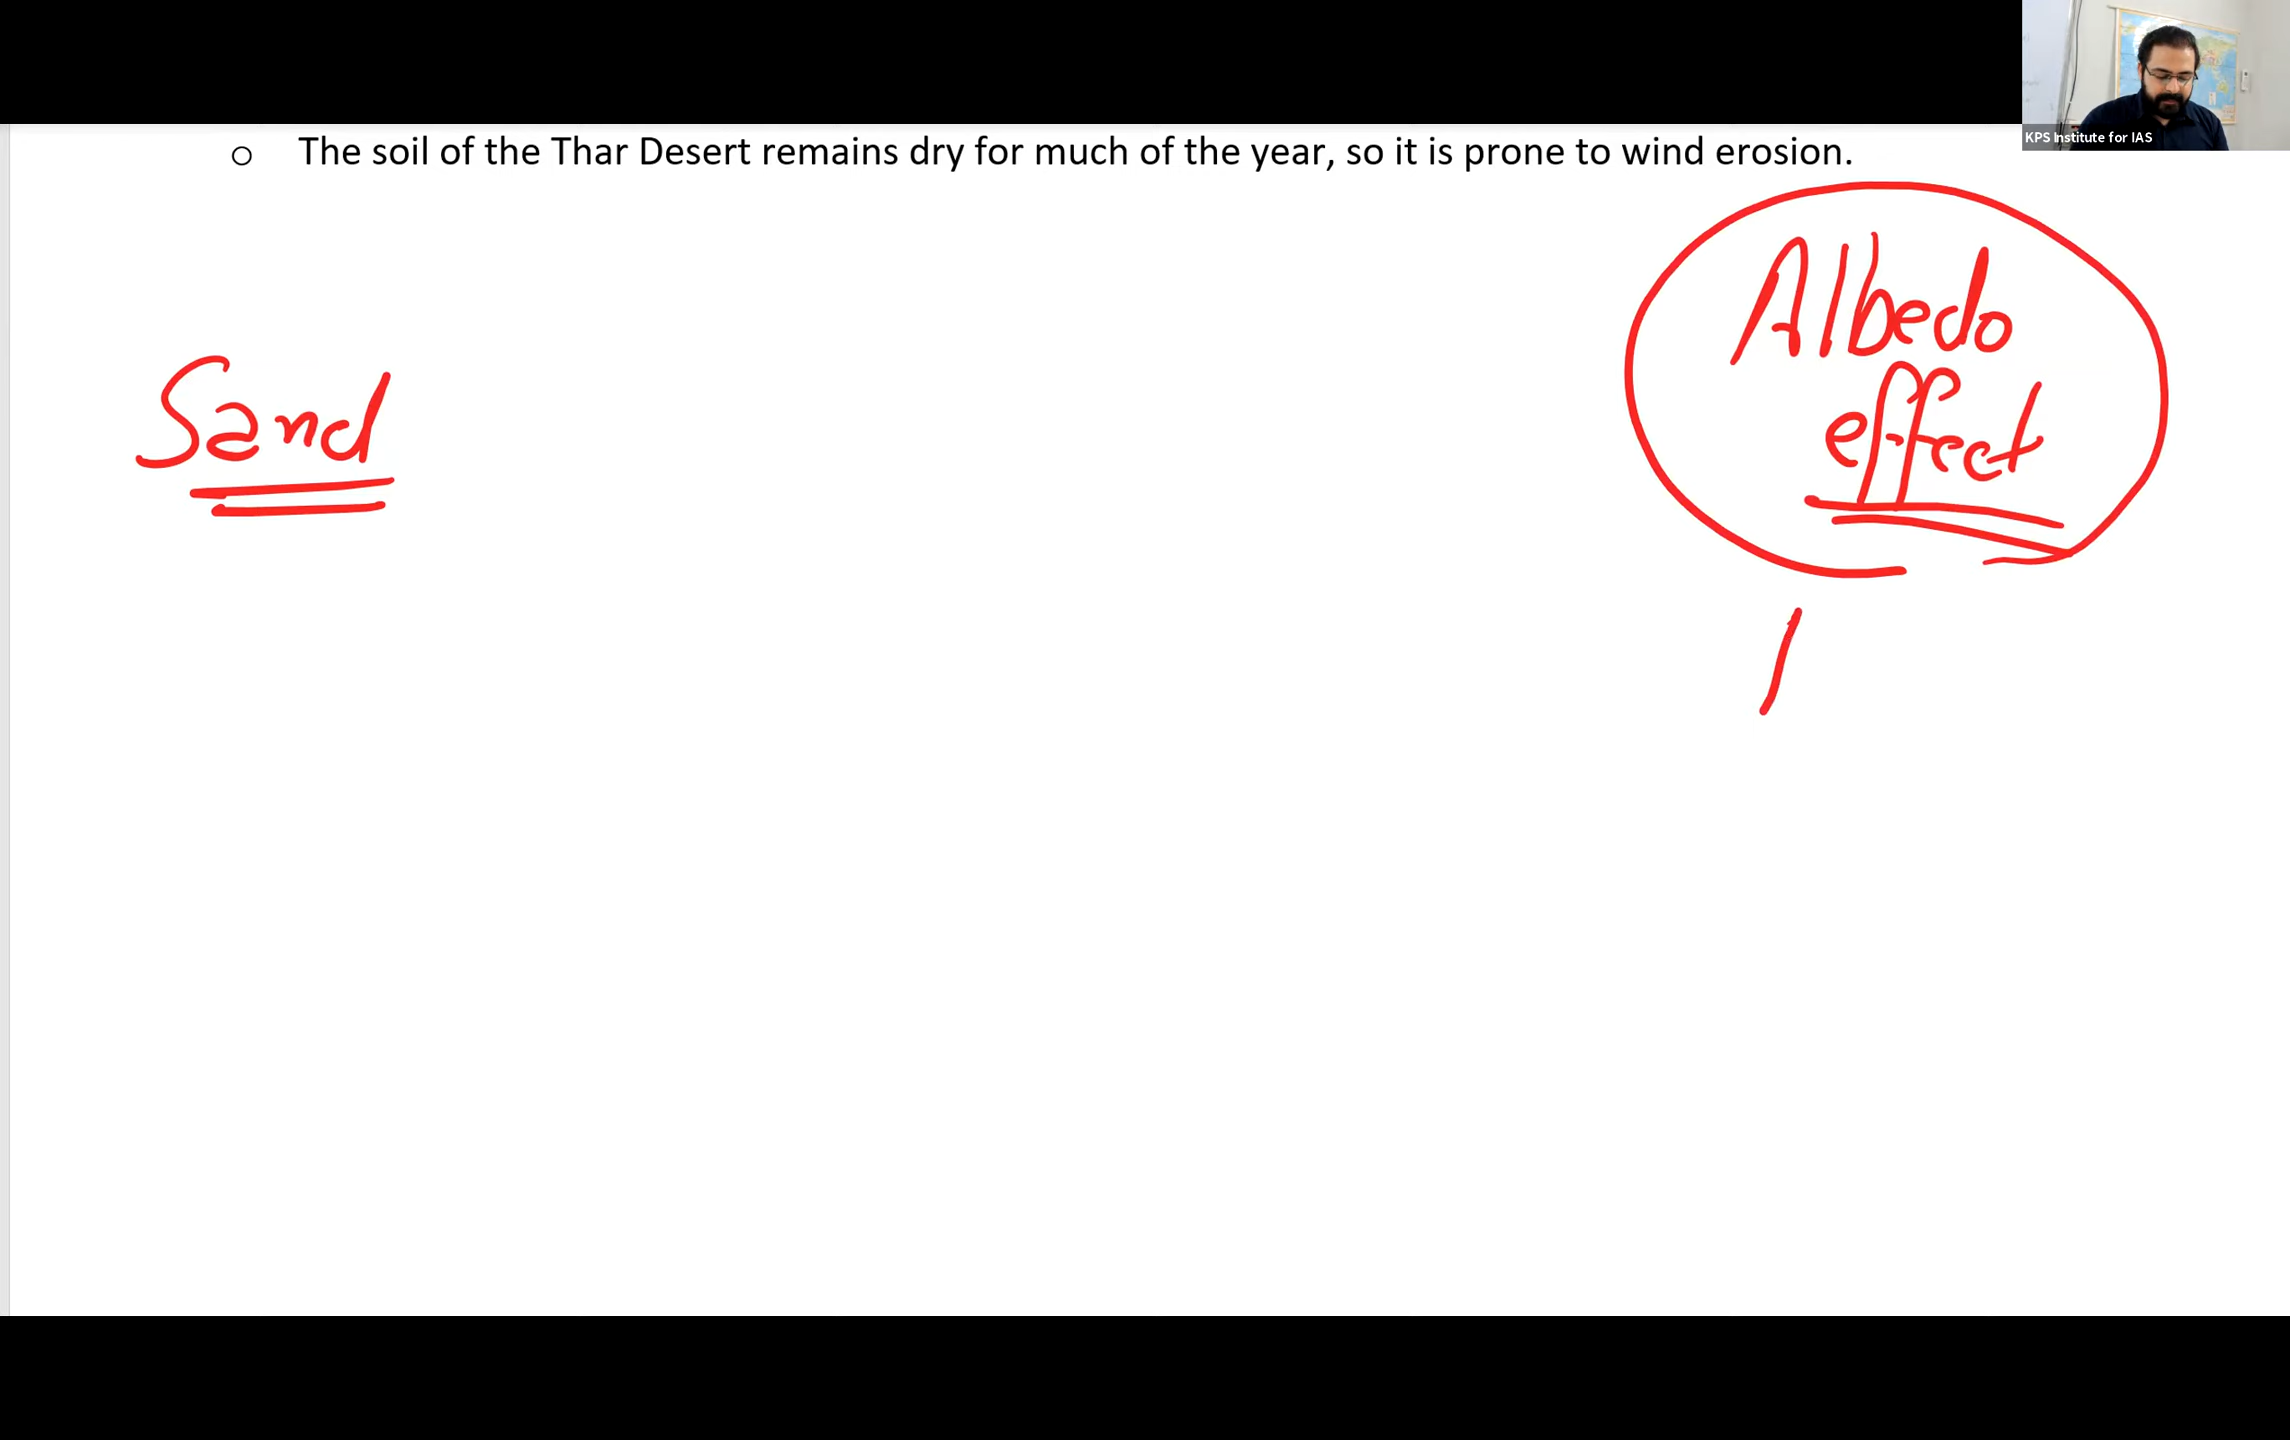 KPS Institute for IAS
○ The soil of the Thar Desert remains dry for much of the year, so it is prone to wind erosion.
Albedo
effect
Sand